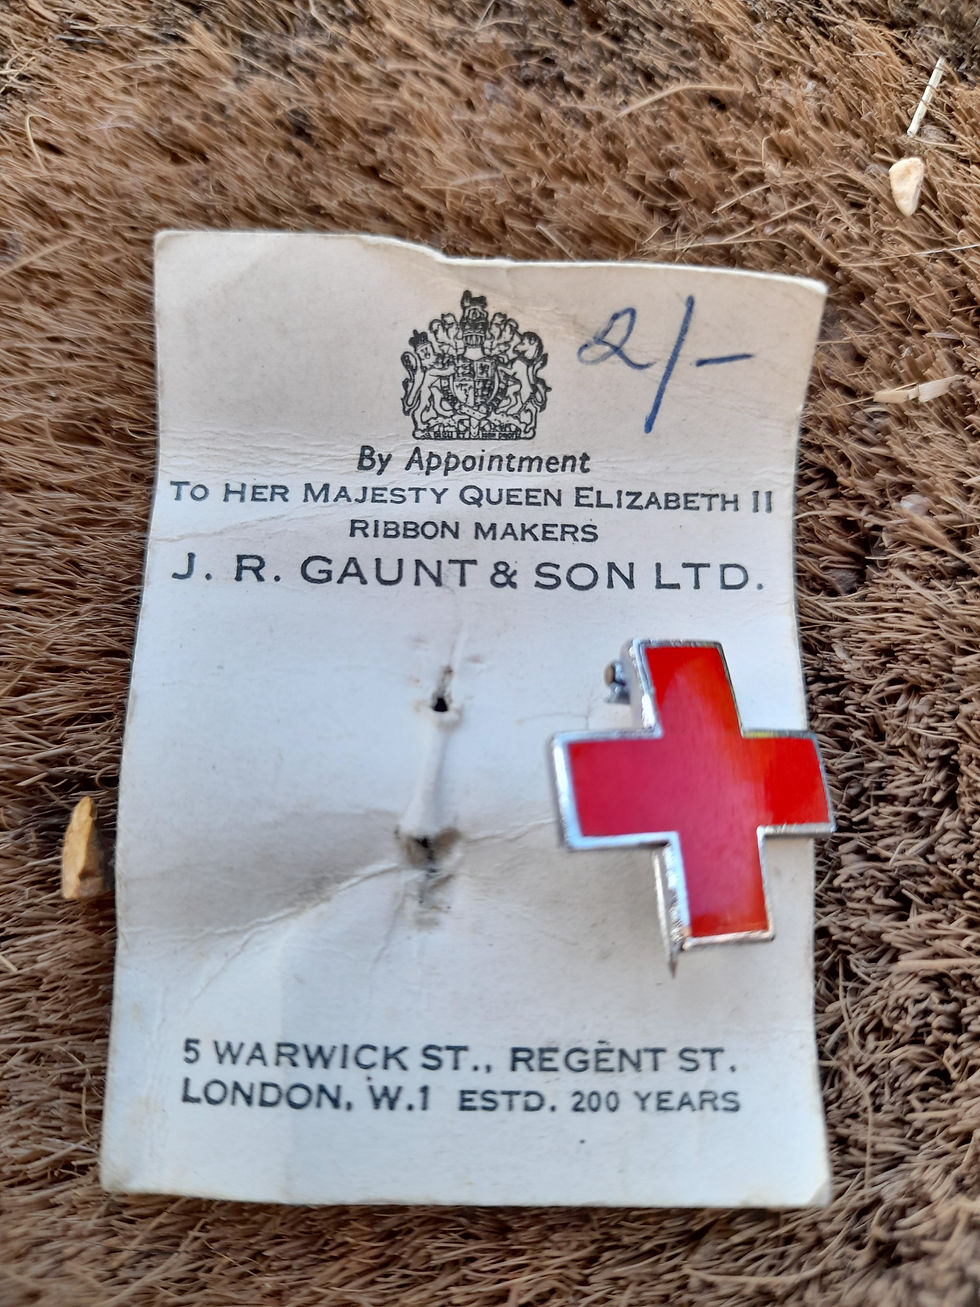 2/-
By Appointment
TO HER MAJESTY QUEEN ELIZABETH II
RIBBON MAKERS
J. R. GAUNT & SON LTD.
5 WARWICK ST., REGENT ST.
LONDON, W.1 ESTD. 200 YEARS